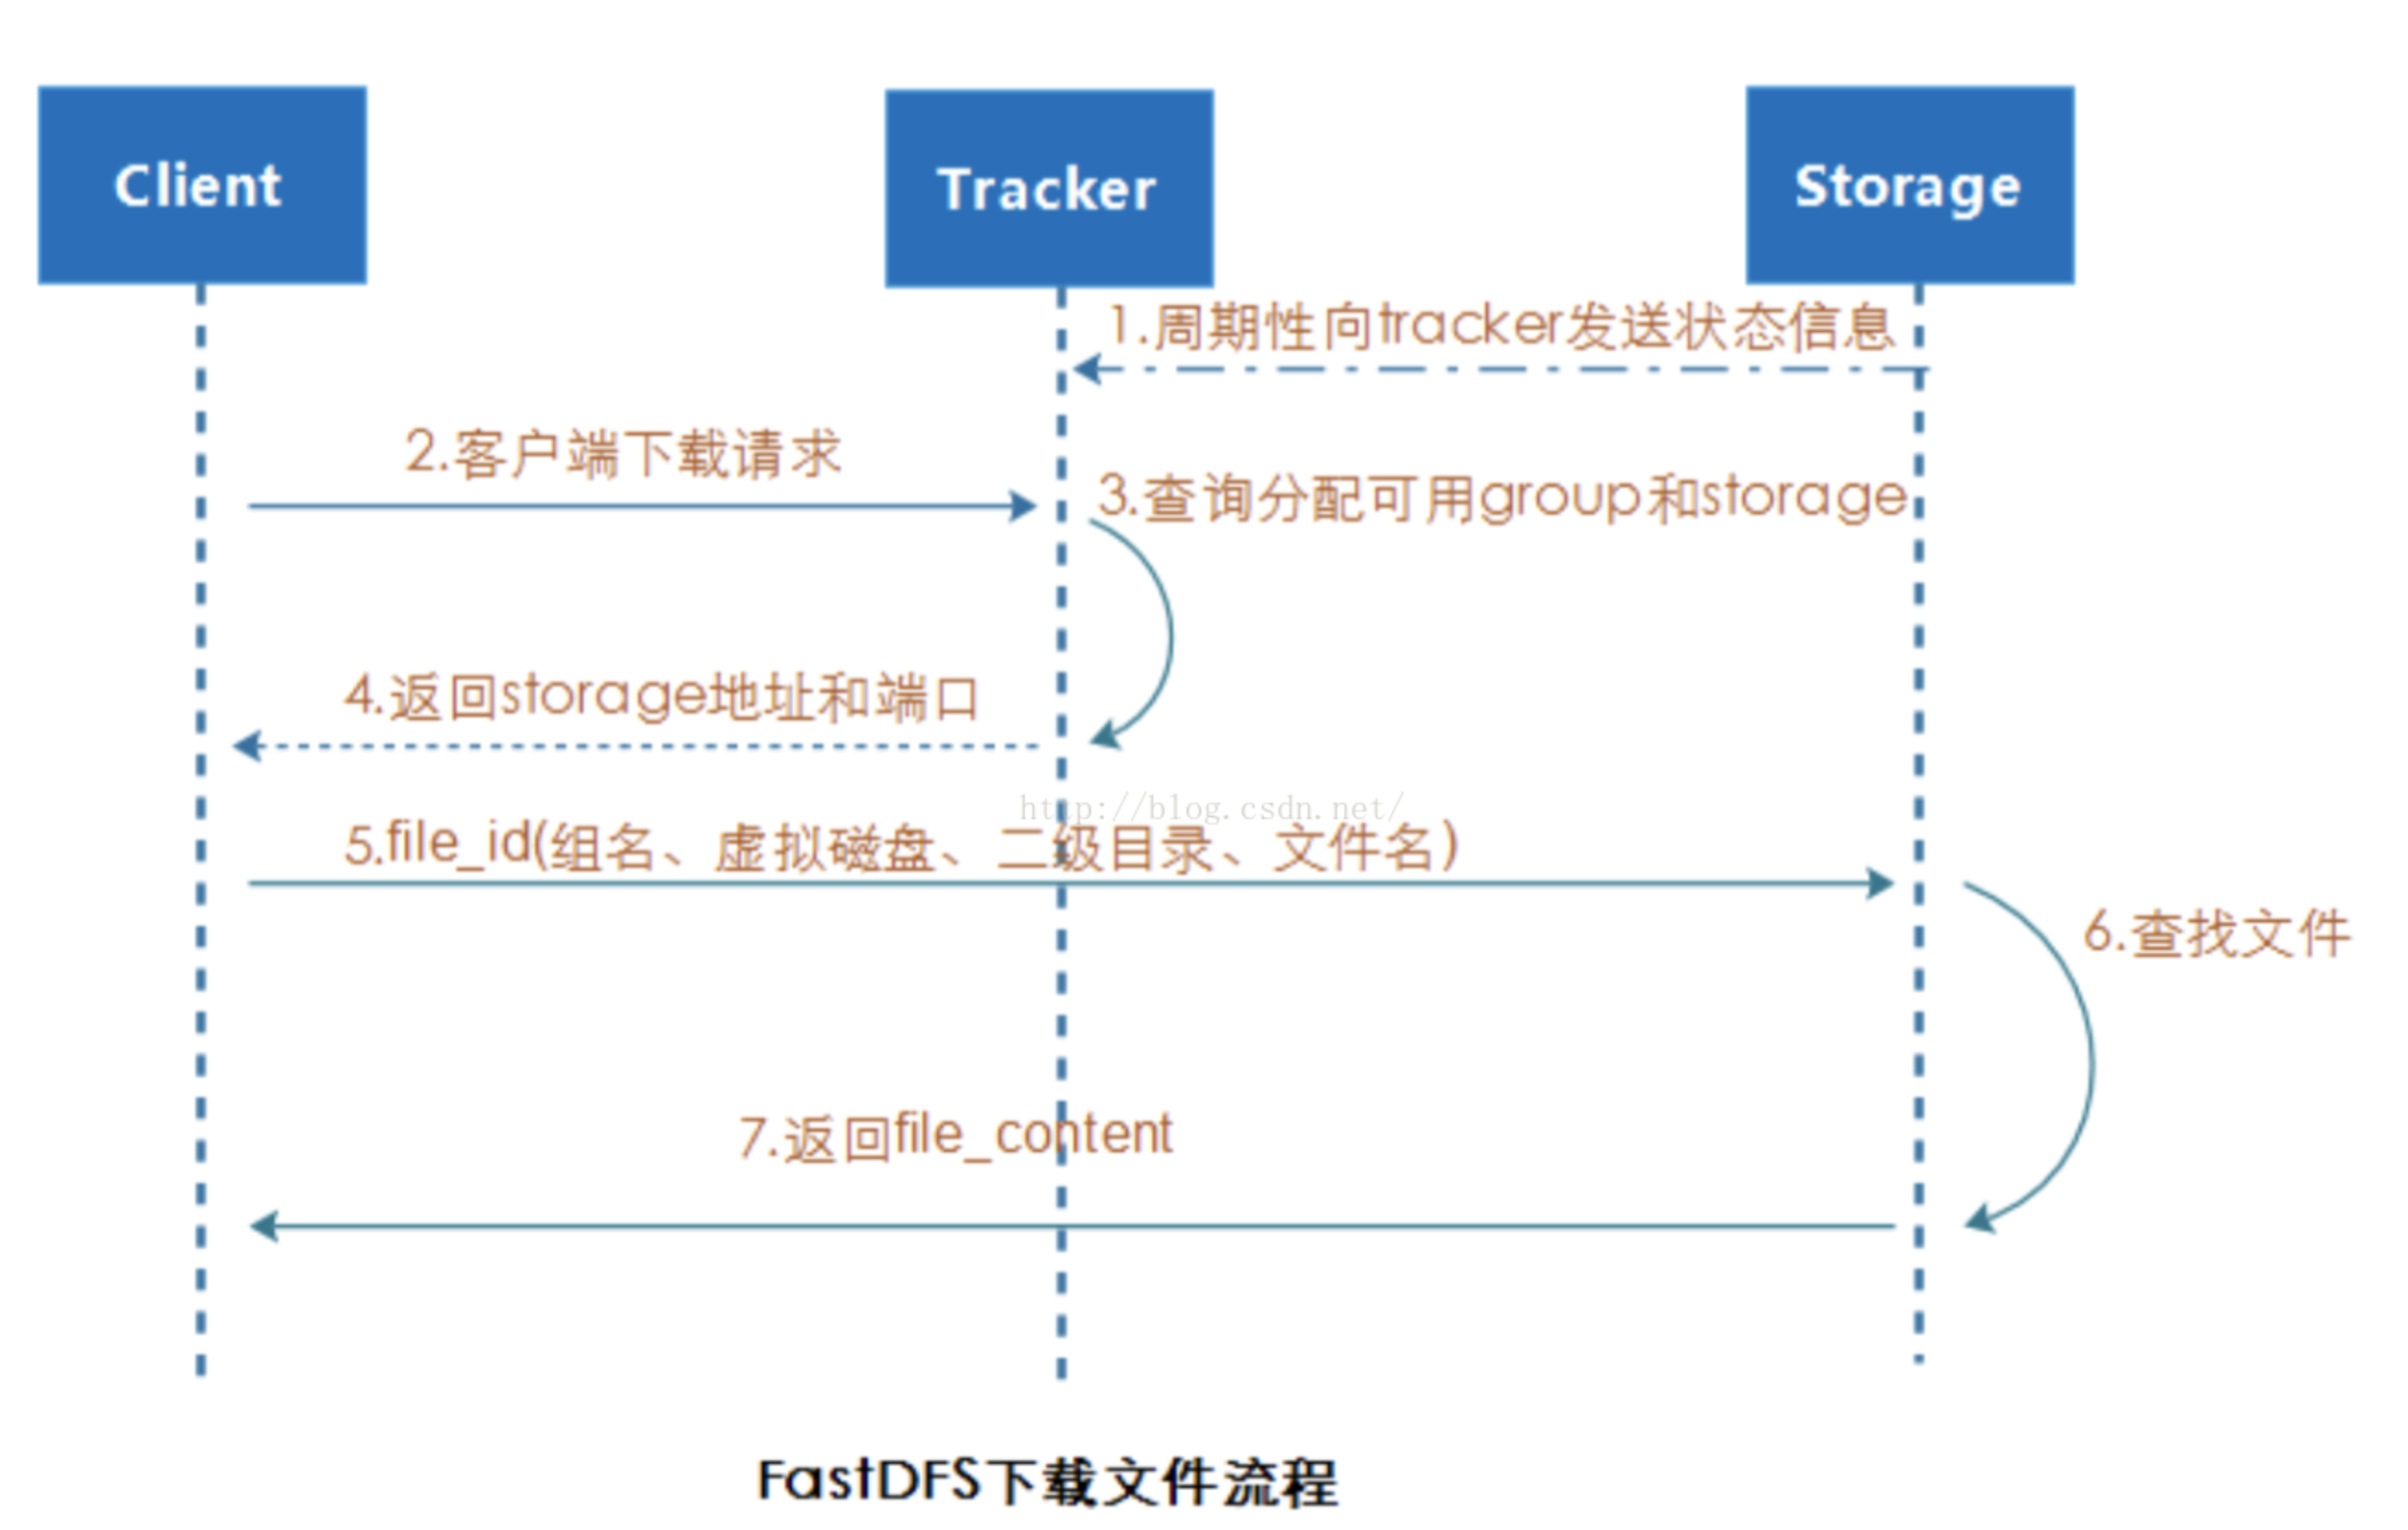 Client
Tracker
Storage
1.周期性向tracker发送状态信息
2.客户端下载请求
3.查询分配可用group和storage
4.返回storage地址和端口
http://blog.csdn.net/
5.file_id(组名、虚拟磁盘、二级目录、文件名)
6.查找文件
7.返回file_content
FastDFS下载文件流程